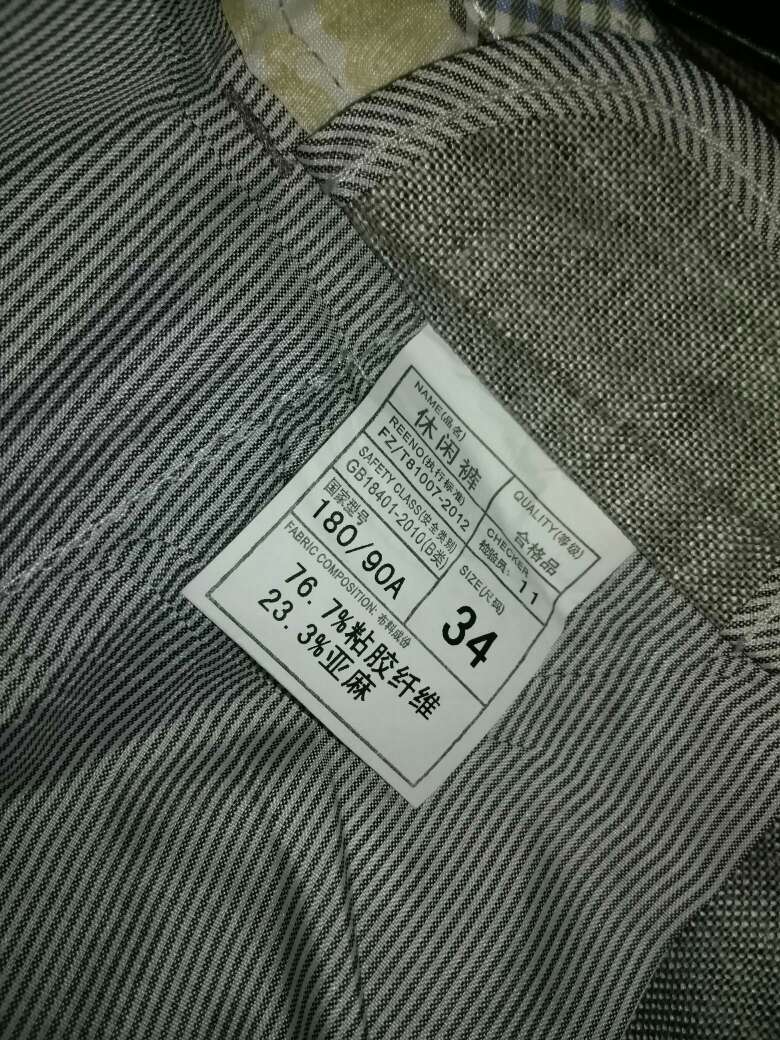 NAME(品名)
休闲裤
QUALITY(等级)
合格品
REENO(执行标准)
FZ/T81007-2012
CHECKER
检验员: 11
SAFETY CLASS(安全类别)
GB18401-2010(B类)
国家型号
180/90A
SIZE(尺码)
34
FABRIC COMPOSITION: 布料成份
76.7%粘胶纤维
23.3%亚麻